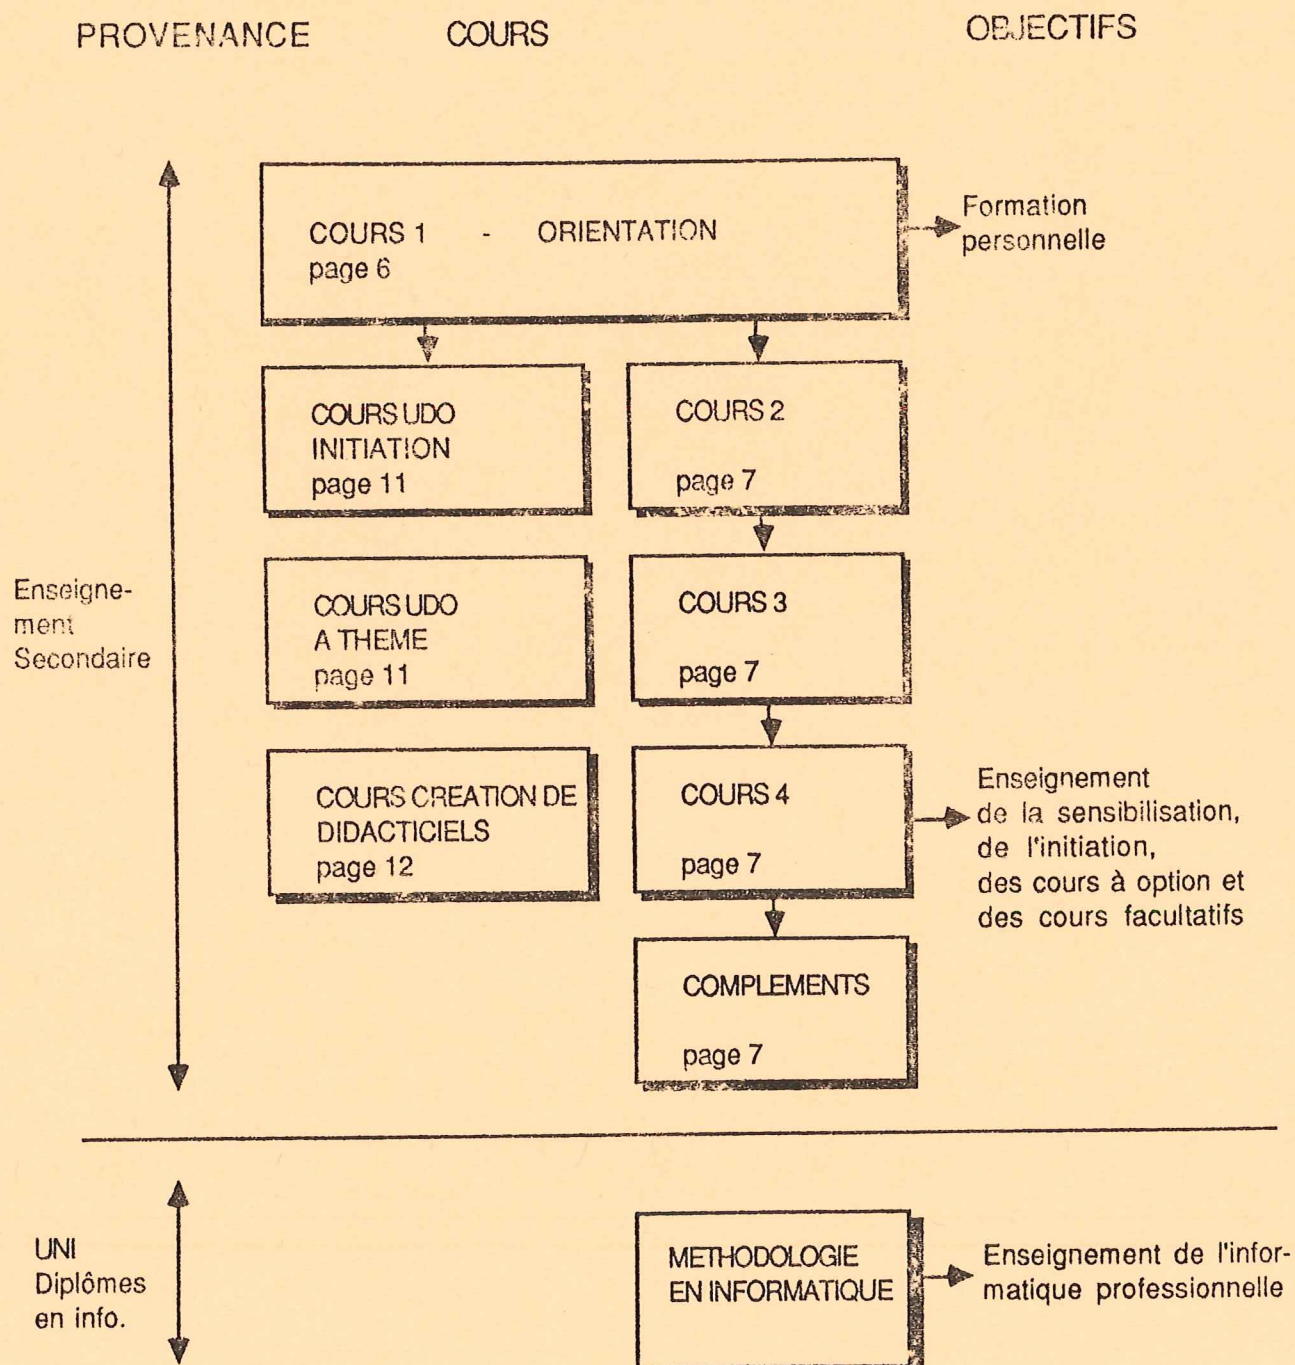 PROVENANCE COURS OBJECTIFS
COURS 1 - ORIENTATION
page 6
Formation
personnelle
COURS UDO
INITIATION
page 11
COURS 2
page 7
Enseigne-
ment
Secondaire
COURS UDO
A THEME
page 11
COURS 3
page 7
COURS CREATION DE
DIDACTICIELS
page 12
COURS 4
page 7
Enseignement
de la sensibilisation,
de l'initiation,
des cours à option et
des cours facultatifs
COMPLEMENTS
page 7
UNI
Diplômes
en info.
METHODOLOGIE
EN INFORMATIQUE
Enseignement de l'infor-
matique professionnelle